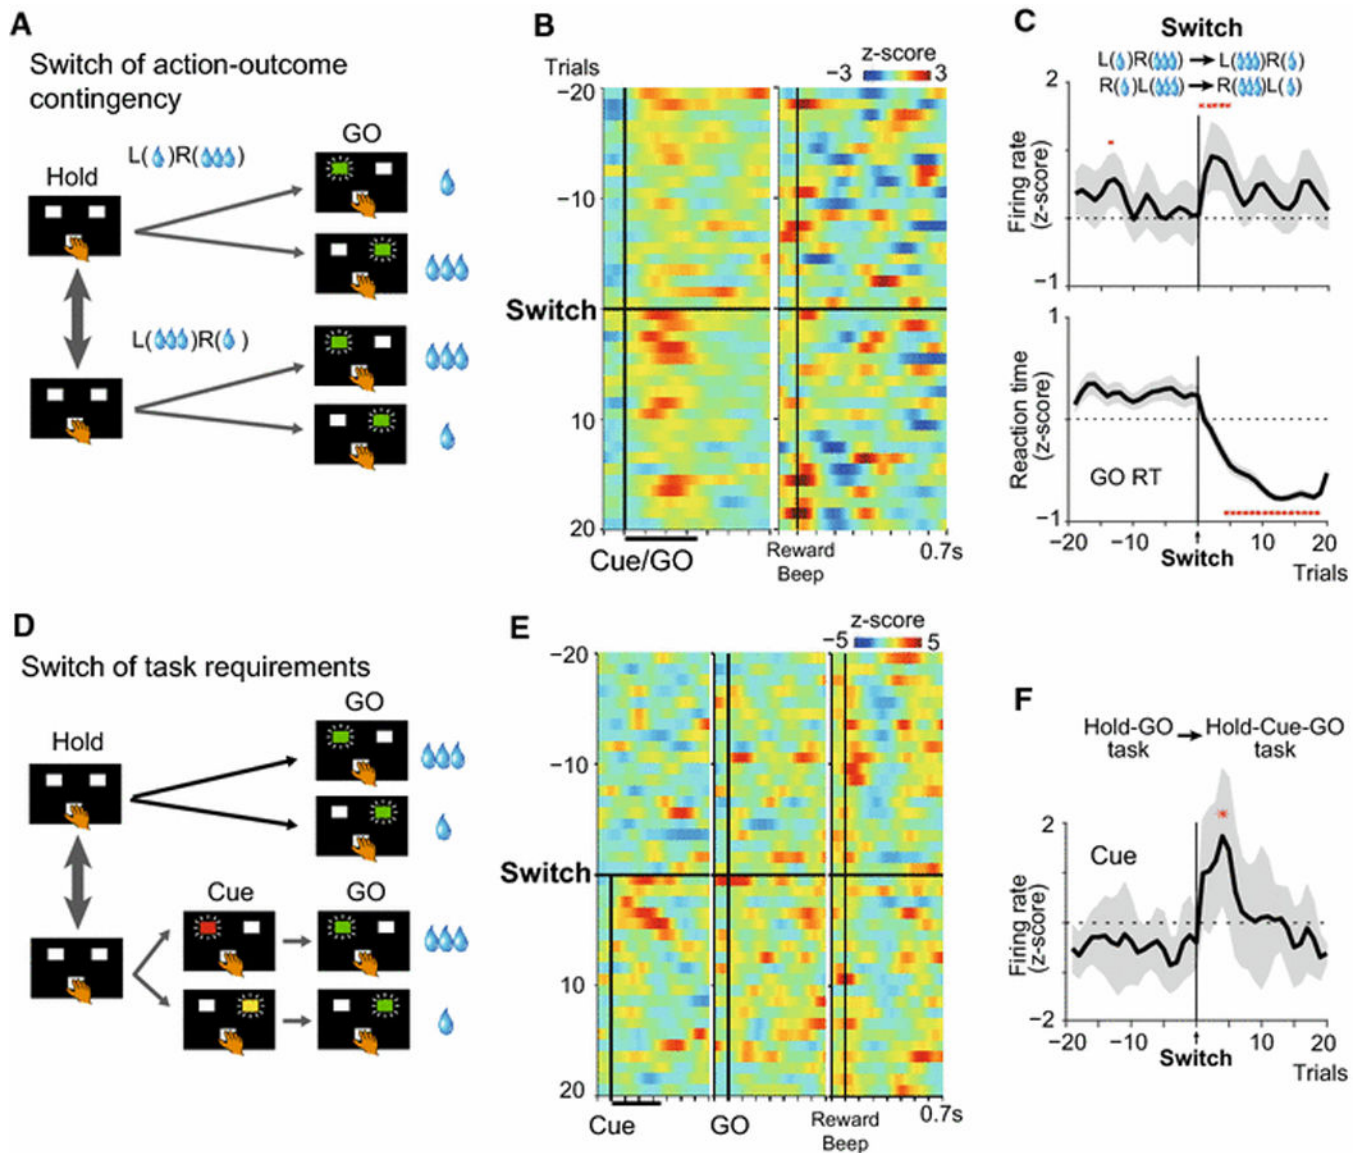 A
Switch of action-outcome
contingency
L( )R( )
GO
Hold
L( )R( )
B
Trials
z-score
−3 3
−20
−10
Switch
10
20
Cue/GO
Reward
Beep
0.7s
C
Switch
L( )R( ) L( )R( )
R( )L( ) R( )L( )
2
Firing rate
(z-score)
−1
1
Reaction time
(z-score)
GO RT
−1
−20 −10 Switch 10 20
Trials
D
Switch of task requirements
GO
Hold
Cue GO
E
z-score
−5 5
−20
−10
Switch
10
20
Cue
GO
Reward
Beep
0.7s
F
Hold-GO Hold-Cue-GO
task task
2
Cue
Firing rate
(z-score)
−2
−20 −10 Switch 10 20
Trials